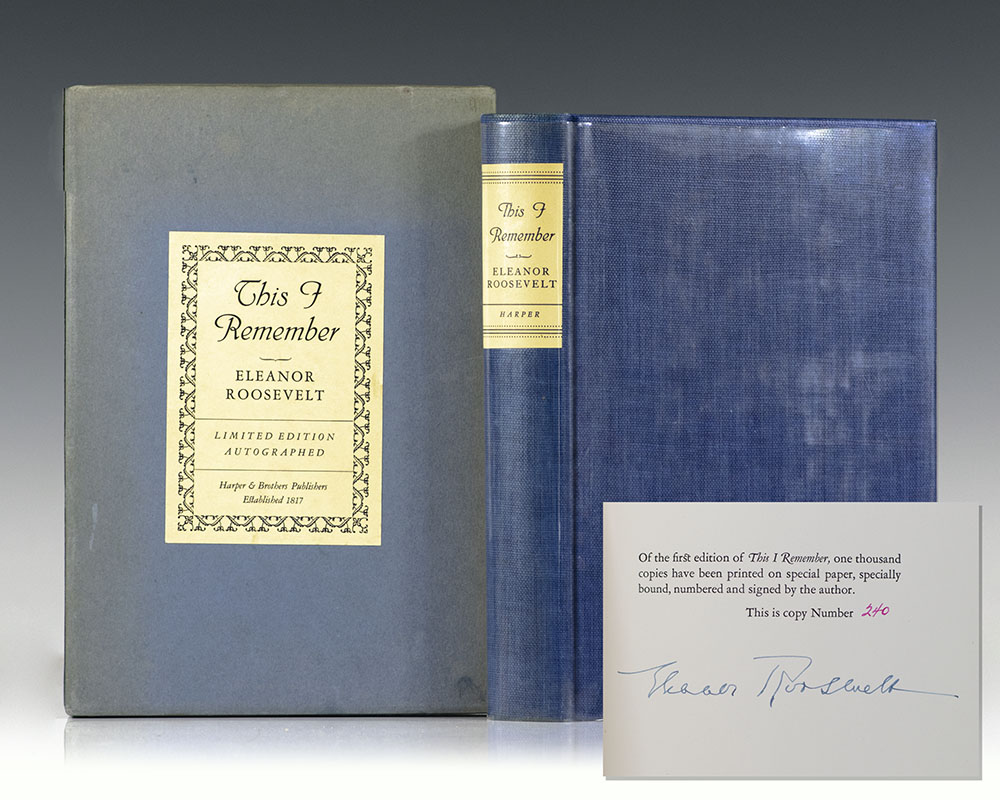 This I
Remember
ELEANOR
ROOSEVELT
LIMITED EDITION
AUTOGRAPHED
Harper & Brothers Publishers
Established 1817
This I
Remember
ELEANOR
ROOSEVELT
HARPER
Of the first edition of This I Remember, one thousand
copies have been printed on special paper, specially
bound, numbered and signed by the author.
This is copy Number 240
Eleanor Roosevelt